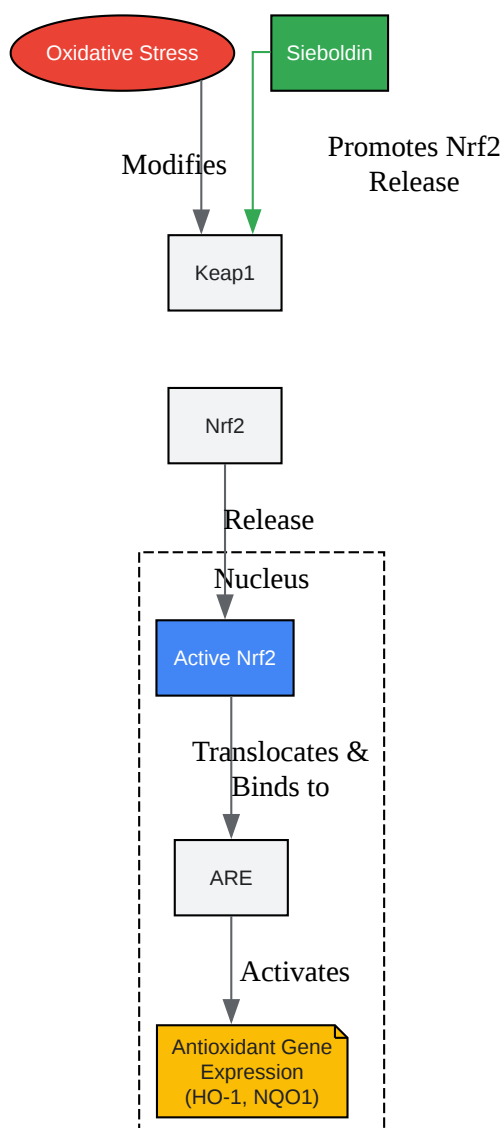 Oxidative Stress
Sieboldin
Modifies
Promotes Nrf2
Release
Keap1
Nrf2
Release
Nucleus
Active Nrf2
Translocates &
Binds to
ARE
Activates
Antioxidant Gene
Expression
(HO-1, NQO1)